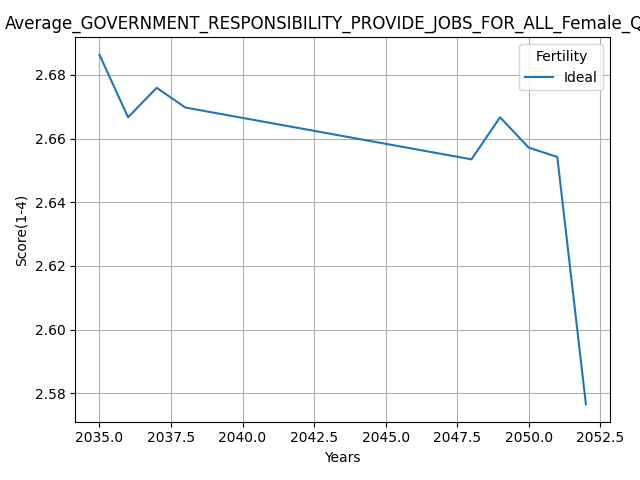 Average_GOVERNMENT_RESPONSIBILITY_PROVIDE_JOBS_FOR_ALL_Female_Q
Fertility
Ideal
2.68
2.66
2.64
2.62
2.60
2.58
Score(1-4)
2035.0 2037.5 2040.0 2042.5 2045.0 2047.5 2050.0 2052.5
Years